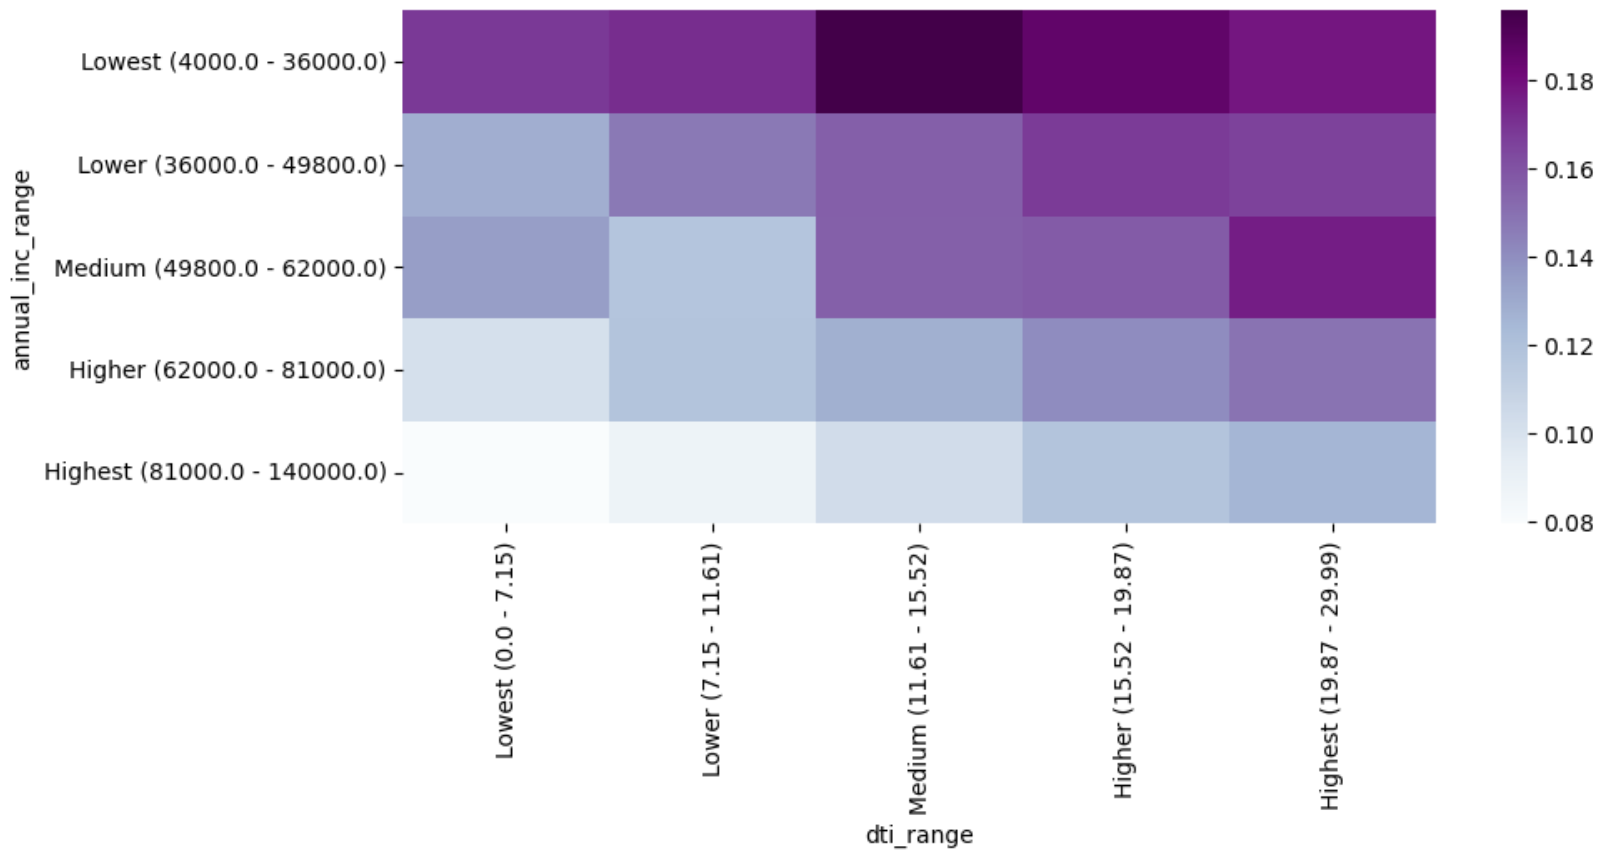 annual_inc_range
Lowest (4000.0 - 36000.0)
Lower (36000.0 - 49800.0)
Medium (49800.0 - 62000.0)
Higher (62000.0 - 81000.0)
Highest (81000.0 - 140000.0)
Lowest (0.0 - 7.15)
Lower (7.15 - 11.61)
Medium (11.61 - 15.52)
Higher (15.52 - 19.87)
Highest (19.87 - 29.99)
dti_range
0.18
0.16
0.14
0.12
0.10
0.08